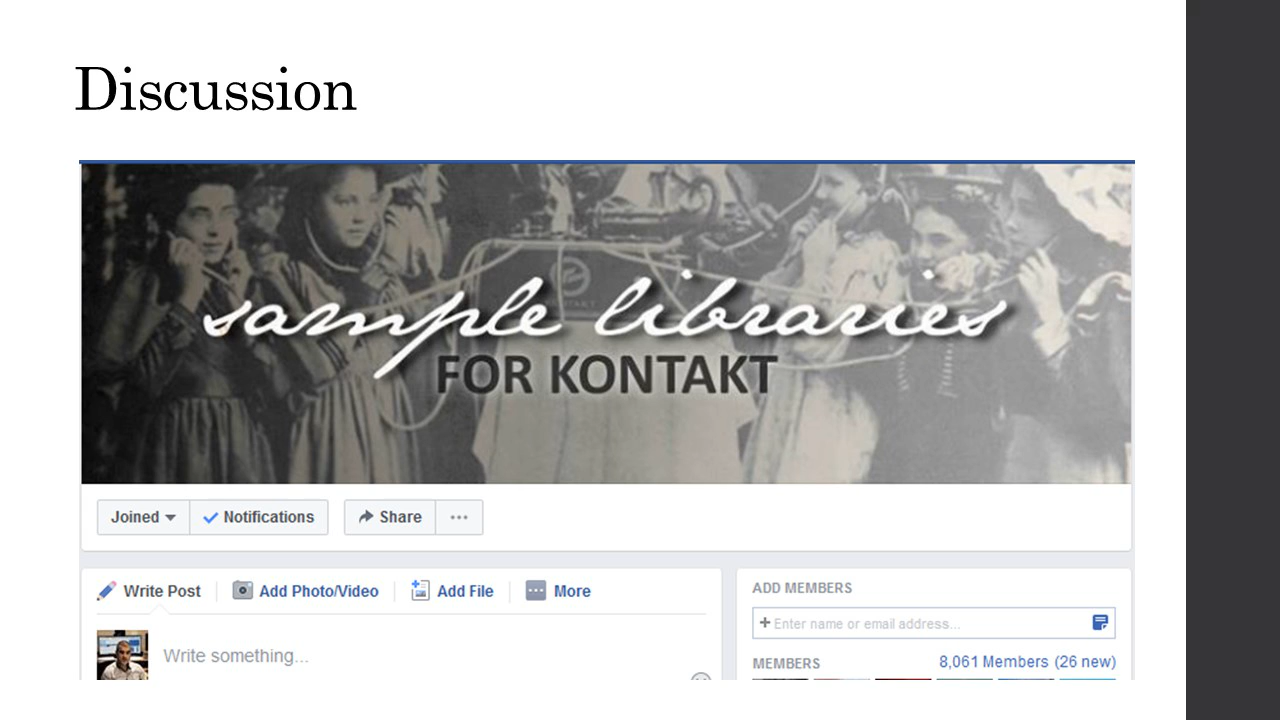 Discussion
sample libraries
FOR KONTAKT
Joined Notifications Share
Write Post Add Photo/Video Add File More
ADD MEMBERS
Enter name or email address...
Write something...
MEMBERS 8,061 Members (26 new)